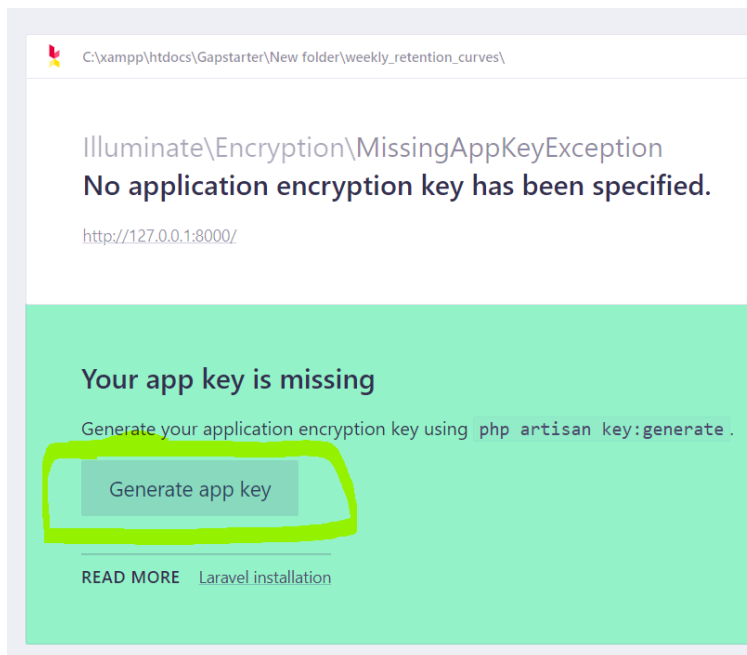 C:\xampp\htdocs\Gapstarter\New folder\weekly_retention_curves\
Illuminate\Encryption\MissingAppKeyException
No application encryption key has been specified.
http://127.0.0.1:8000/
Your app key is missing
Generate your application encryption key using php artisan key:generate.
Generate app key
READ MORE Laravel installation